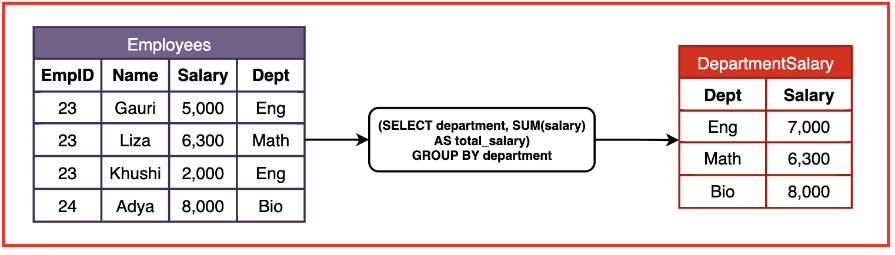 Employees
EmpID Name Salary Dept
23 Gauri 5,000 Eng
23 Liza 6,300 Math
23 Khushi 2,000 Eng
24 Adya 8,000 Bio
(SELECT department, SUM(salary)
AS total_salary)
GROUP BY department
DepartmentSalary
Dept Salary
Eng 7,000
Math 6,300
Bio 8,000